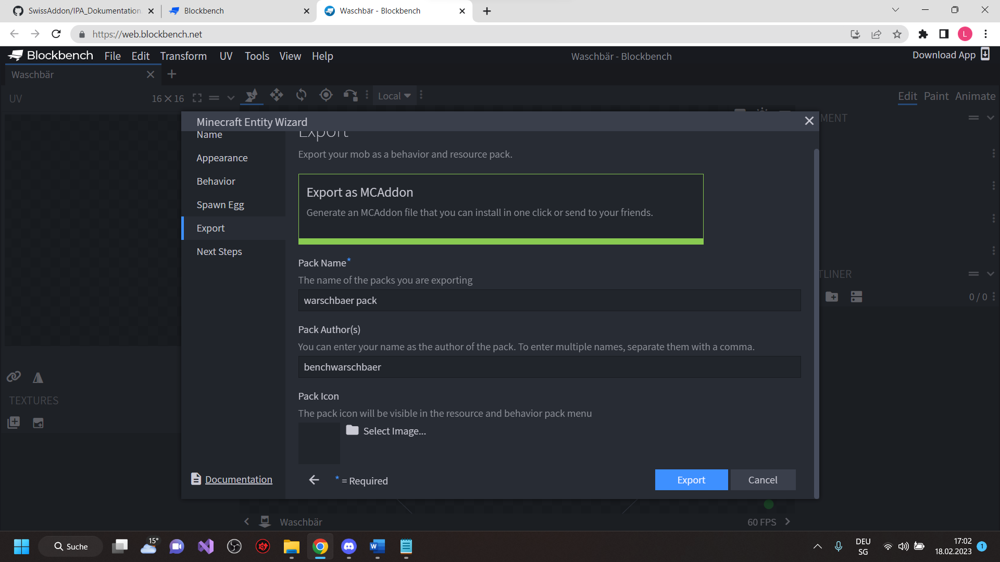 SwissAddon/IPA_Dokumentation
Blockbench
Waschbär - Blockbench
https://web.blockbench.net
L
Blockbench
File
Edit
Transform
UV
Tools
View
Help
Waschbär - Blockbench
Download App
Waschbär
UV
16 × 16
Local
Edit
Paint
Animate
MENT
Minecraft Entity Wizard
Name
Appearance
Behavior
Spawn Egg
Export
Next Steps
Documentation
Export
Export your mob as a behavior and resource pack.
Export as MCAddon
Generate an MCAddon file that you can install in one click or send to your friends.
Pack Name*
The name of the packs you are exporting
warschbaer pack
Pack Author(s)
You can enter your name as the author of the pack. To enter multiple names, separate them with a comma.
benchwarschbaer
Pack Icon
The pack icon will be visible in the resource and behavior pack menu
Select Image...
* = Required
Export
Cancel
TLINER
0 / 0
TEXTURES
Waschbär
60 FPS
Suche
15°
DEU
SG
17:02
18.02.2023
1